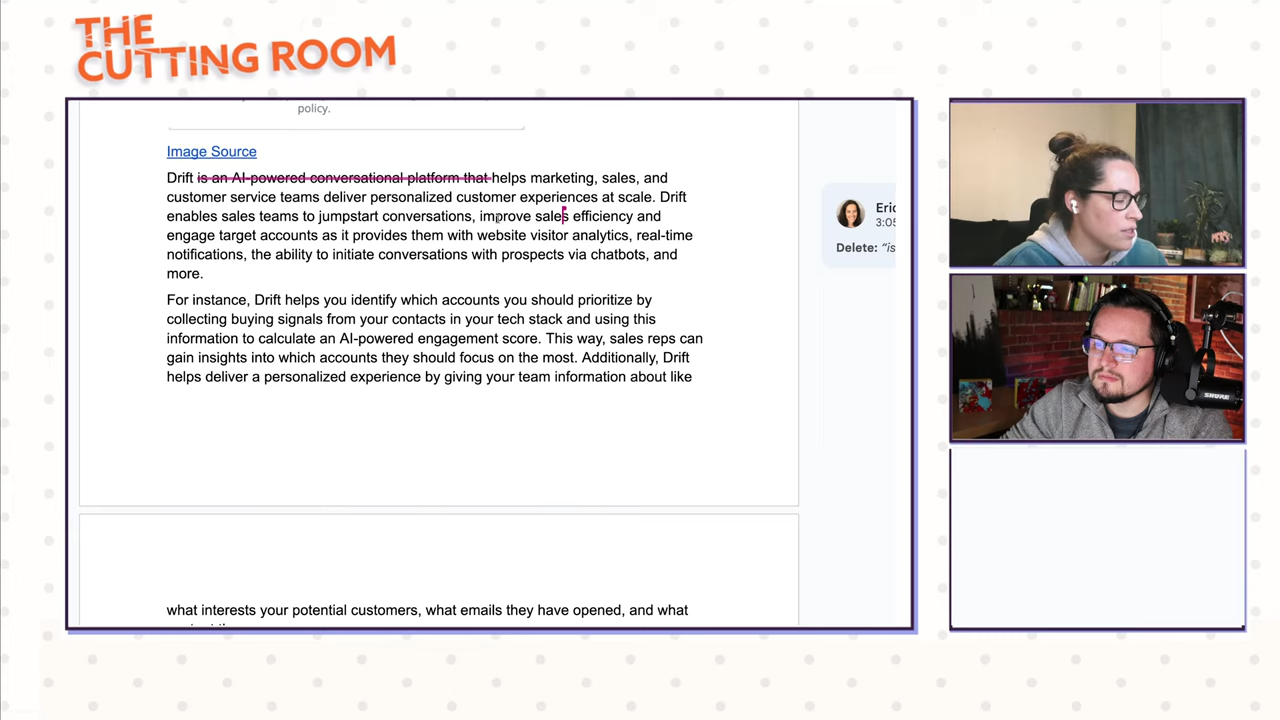 THE
CUTTING ROOM
policy.
Image Source
Drift is an AI-powered conversational platform that helps marketing, sales, and
customer service teams deliver personalized customer experiences at scale. Drift
enables sales teams to jumpstart conversations, improve sales efficiency and
engage target accounts as it provides them with website visitor analytics, real-time
notifications, the ability to initiate conversations with prospects via chatbots, and
more.
For instance, Drift helps you identify which accounts you should prioritize by
collecting buying signals from your contacts in your tech stack and using this
information to calculate an AI-powered engagement score. This way, sales reps can
gain insights into which accounts they should focus on the most. Additionally, Drift
helps deliver a personalized experience by giving your team information about like
what interests your potential customers, what emails they have opened, and what
Eric
3:05
Delete: “is
SHURE